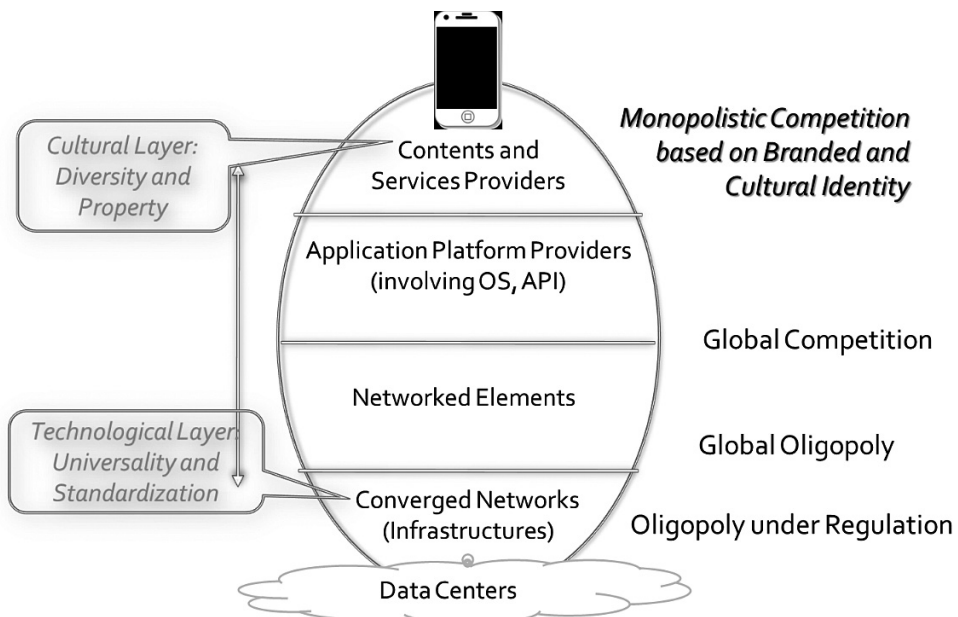 Cultural Layer:
Diversity and
Property
Contents and
Services Providers
Monopolistic Competition
based on Branded and
Cultural Identity
Application Platform Providers
(involving OS, API)
Global Competition
Networked Elements
Technological Layer:
Universality and
Standardization
Global Oligopoly
Converged Networks
(Infrastructures)
Oligopoly under Regulation
Data Centers